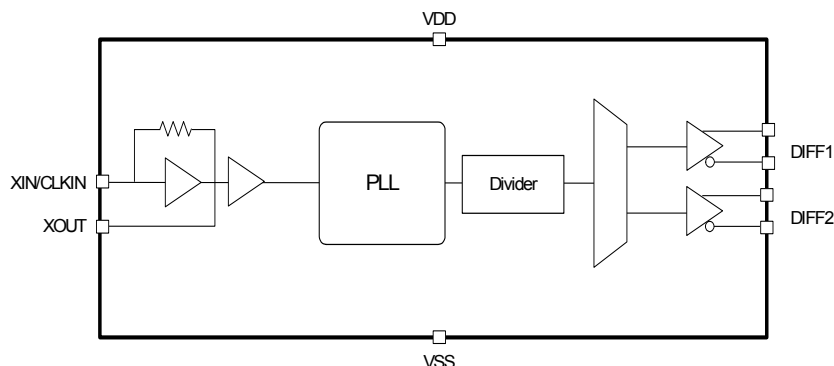 VDD
XIN/CLKIN
XOUT
PLL
Divider
DIFF1
DIFF2
VSS